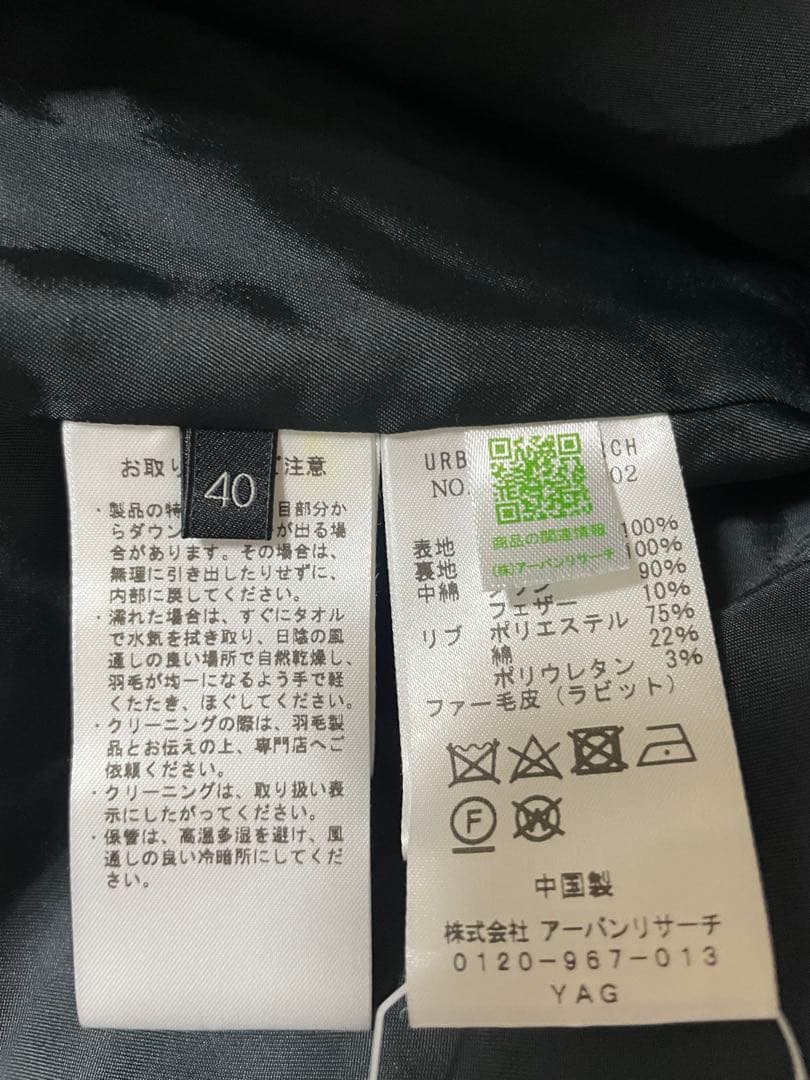 お取り
注意
40
・製品の特
目部分か
らダウン
が出る場
合があります。その場合は、
無理に引き出したりせずに、
内部に戻してください。
・濡れた場合は、すぐにタオル
で水気を拭き取り、日陰の風
通しの良い場所で自然乾燥し、
羽毛が均一になるよう手で軽
くたたき、ほぐしてください。
・クリーニングの際は、羽毛製
品とお伝えの上、専門店へご
依頼ください。
・クリーニングは、取り扱い表
示にしたがってください。
・保管は、高温多湿を避け、風
通しの良い冷暗所にしてくだ
さい。
URB
CH
NO.
02
商品の関連情報
(株)アーバンリサーチ
表地 100%
裏地 100%
中綿 90%
フェザー 10%
リブ ポリエステル 75%
綿 22%
ポリウレタン 3%
ファー毛皮(ラビット)
F
W
中国製
株式会社 アーバンリサーチ
0120-967-013
YAG